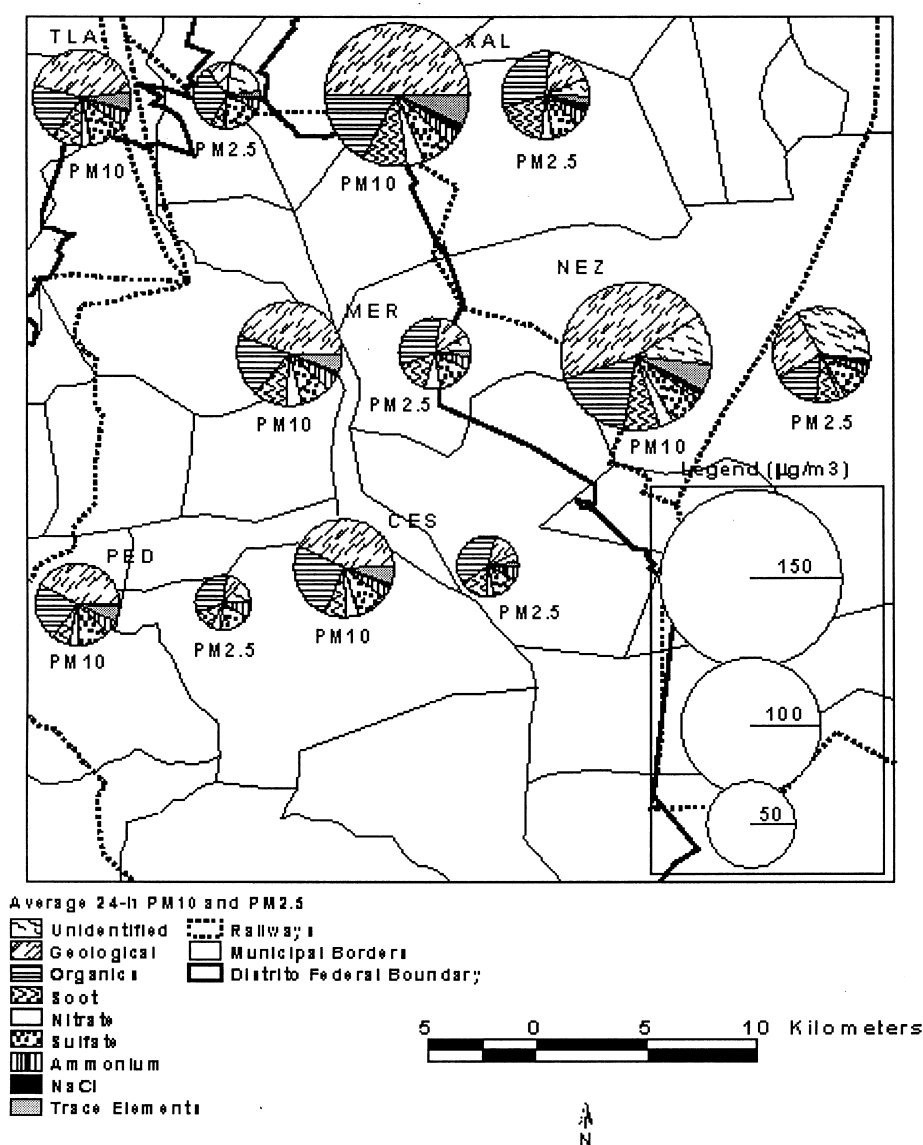 TLA
XAL
PM2.5
PM10
PM10
PM2.5
NEZ
MER
PM2.5
PM10
PM10
PM2.5
Legend (µg/m3)
CES
150
PED
PM10
PM2.5
PM10
PM2.5
100
50
Average 24-h PM10 and PM2.5
Unidentified
Railways
Geological
Municipal Borders
Organics
Distrito Federal Boundary
Soot
Nitrate
Sulfate
Ammonium
NaCl
Trace Elements
5 0 5 10 Kilometers
N